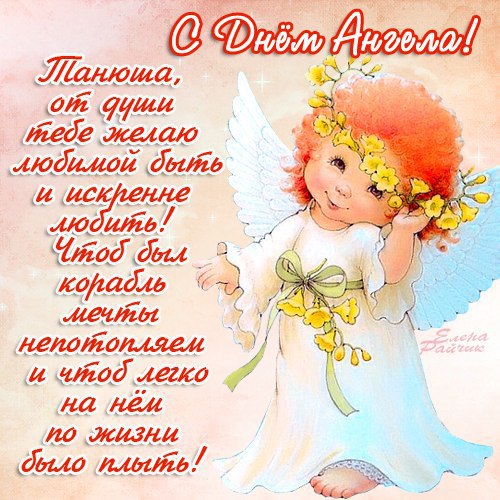 С Днём Ангела!
Танюша,
от души
тебе желаю
любимой быть
и искренне
любить!
Чтоб был
корабль
мечты
непотопляем
и чтоб легко
на нём
по жизни
было плыть!
Елена
Райчик